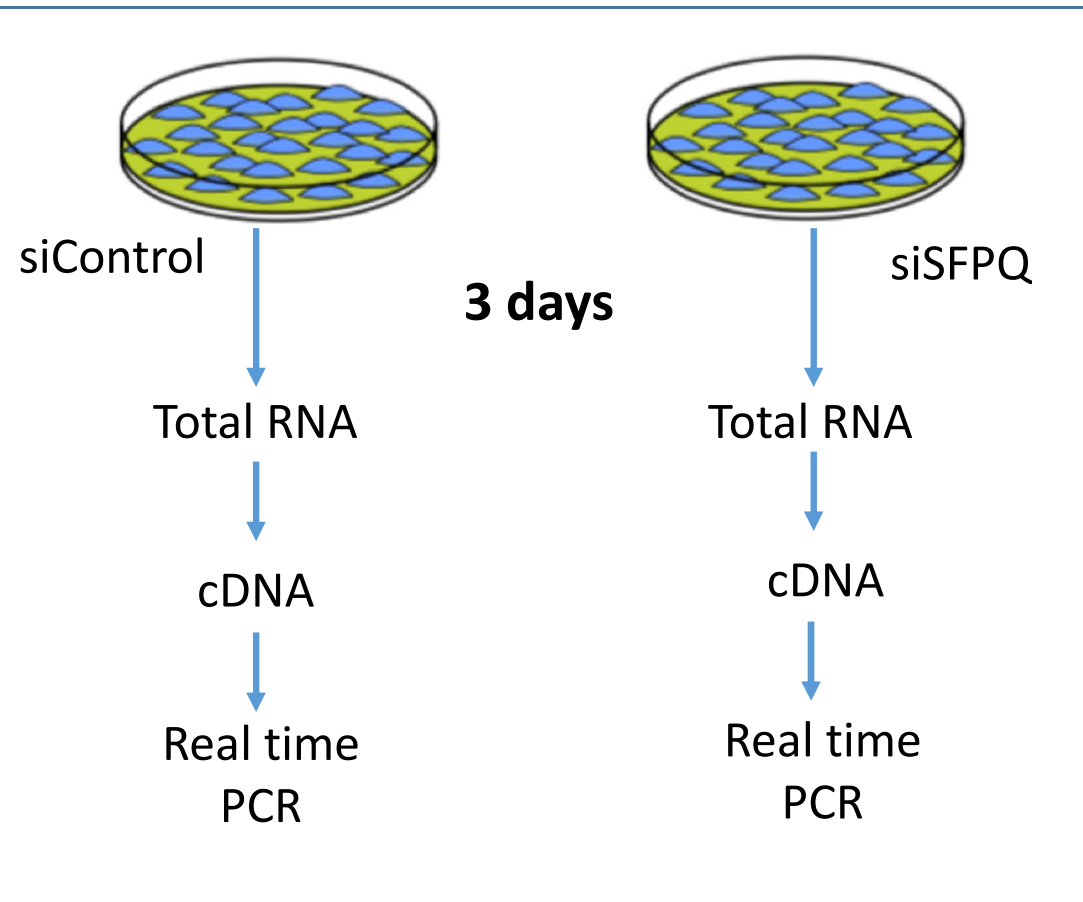 siControl
siSFPQ
3 days
Total RNA
Total RNA
cDNA
cDNA
Real time
PCR
Real time
PCR